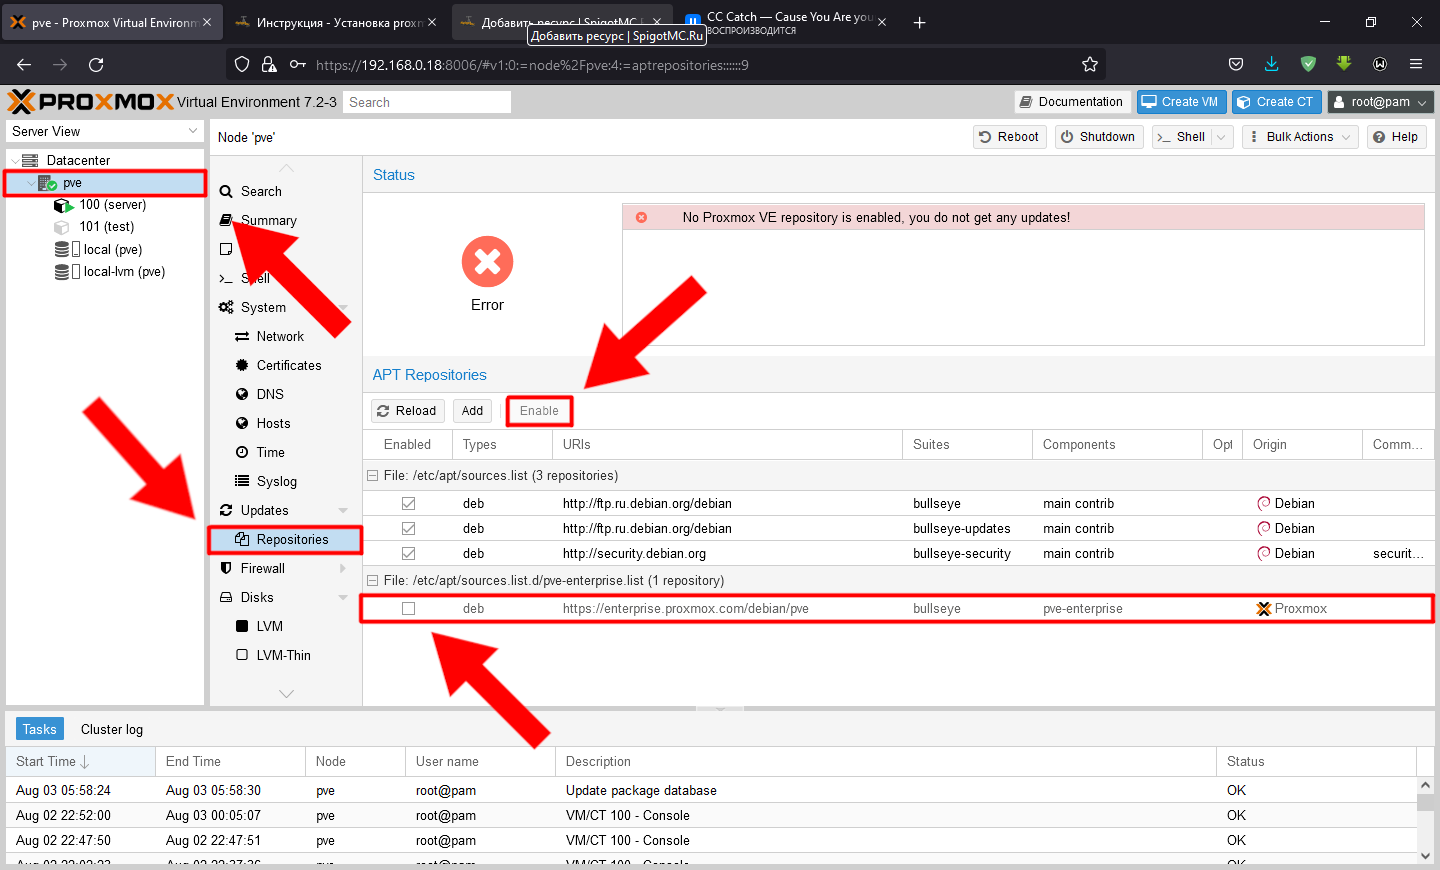 pve - Proxmox Virtual Environm
Инструкция - Установка prox
Добавить ресурс | SpigotMC.
CC Catch — Cause You Are you
ВОСПРОИЗВОДИТСЯ
Добавить ресурс | SpigotMC.Ru
https://192.168.0.18:8006/#v1:0:=node%2Fpve:4:=aptrepositories::::::9
PROXMOX Virtual Environment 7.2-3
Search
Documentation
Create VM
Create CT
root@pam
Server View
Node 'pve'
Reboot
Shutdown
Shell
Bulk Actions
Help
Datacenter
pve
100 (server)
101 (test)
local (pve)
local-lvm (pve)
Search
Summary
Shell
System
Network
Certificates
DNS
Hosts
Time
Syslog
Updates
Repositories
Firewall
Disks
LVM
LVM-Thin
Status
Error
No Proxmox VE repository is enabled, you do not get any updates!
APT Repositories
Reload
Add
Enable
Enabled Types URIs Suites Components Opt Origin Comm...
File: /etc/apt/sources.list (3 repositories)
deb http://ftp.ru.debian.org/debian bullseye main contrib Debian
deb http://ftp.ru.debian.org/debian bullseye-updates main contrib Debian
deb http://security.debian.org bullseye-security main contrib Debian securit...
File: /etc/apt/sources.list.d/pve-enterprise.list (1 repository)
deb https://enterprise.proxmox.com/debian/pve bullseye pve-enterprise Proxmox
Tasks
Cluster log
Start Time End Time Node User name Description Status
Aug 03 05:58:24 Aug 03 05:58:30 pve root@pam Update package database OK
Aug 02 22:52:00 Aug 03 00:05:07 pve root@pam VM/CT 100 - Console OK
Aug 02 22:47:50 Aug 02 22:47:51 pve root@pam VM/CT 100 - Console OK